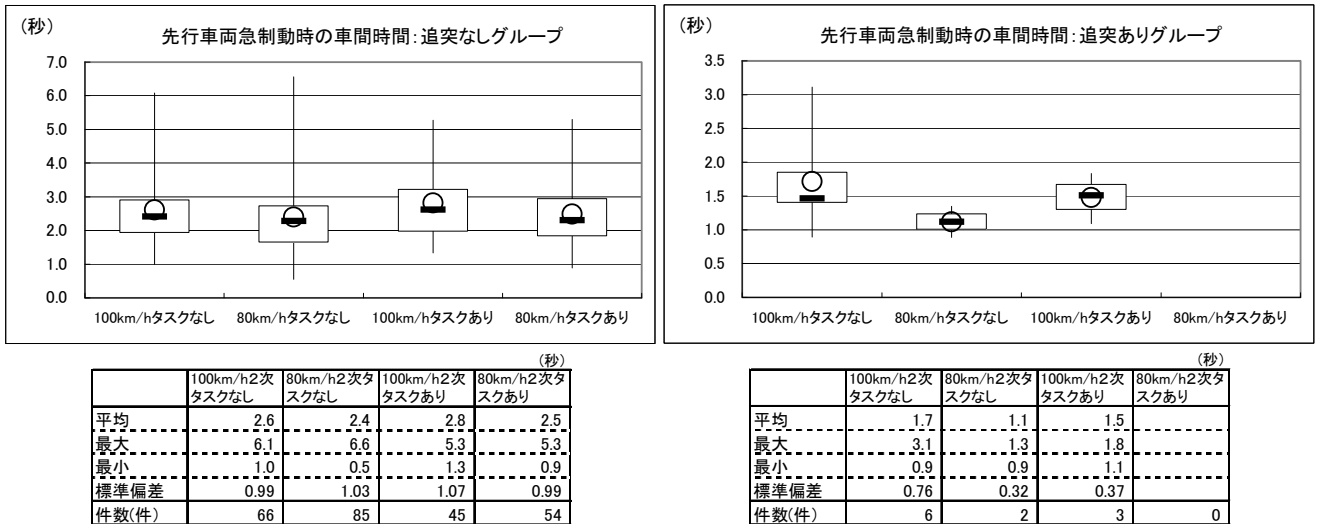 (秒)
先行車両急制動時の車間時間:追突なしグループ
7.0
6.0
5.0
4.0
3.0
2.0
1.0
0.0
100km/hタスクなし 80km/hタスクなし 100km/hタスクあり 80km/hタスクあり
(秒)
100km/h2次タスクなし 80km/h2次タスクなし 100km/h2次タスクあり 80km/h2次タスクあり
平均 2.6 2.4 2.8 2.5
最大 6.1 6.6 5.3 5.3
最小 1.0 0.5 1.3 0.9
標準偏差 0.99 1.03 1.07 0.99
件数(件) 66 85 45 54
(秒)
先行車両急制動時の車間時間:追突ありグループ
3.5
3.0
2.5
2.0
1.5
1.0
0.5
0.0
100km/hタスクなし 80km/hタスクなし 100km/hタスクあり 80km/hタスクあり
(秒)
100km/h2次タスクなし 80km/h2次タスクなし 100km/h2次タスクあり 80km/h2次タスクあり
平均 1.7 1.1 1.5
最大 3.1 1.3 1.8
最小 0.9 0.9 1.1
標準偏差 0.76 0.32 0.37
件数(件) 6 2 3 0